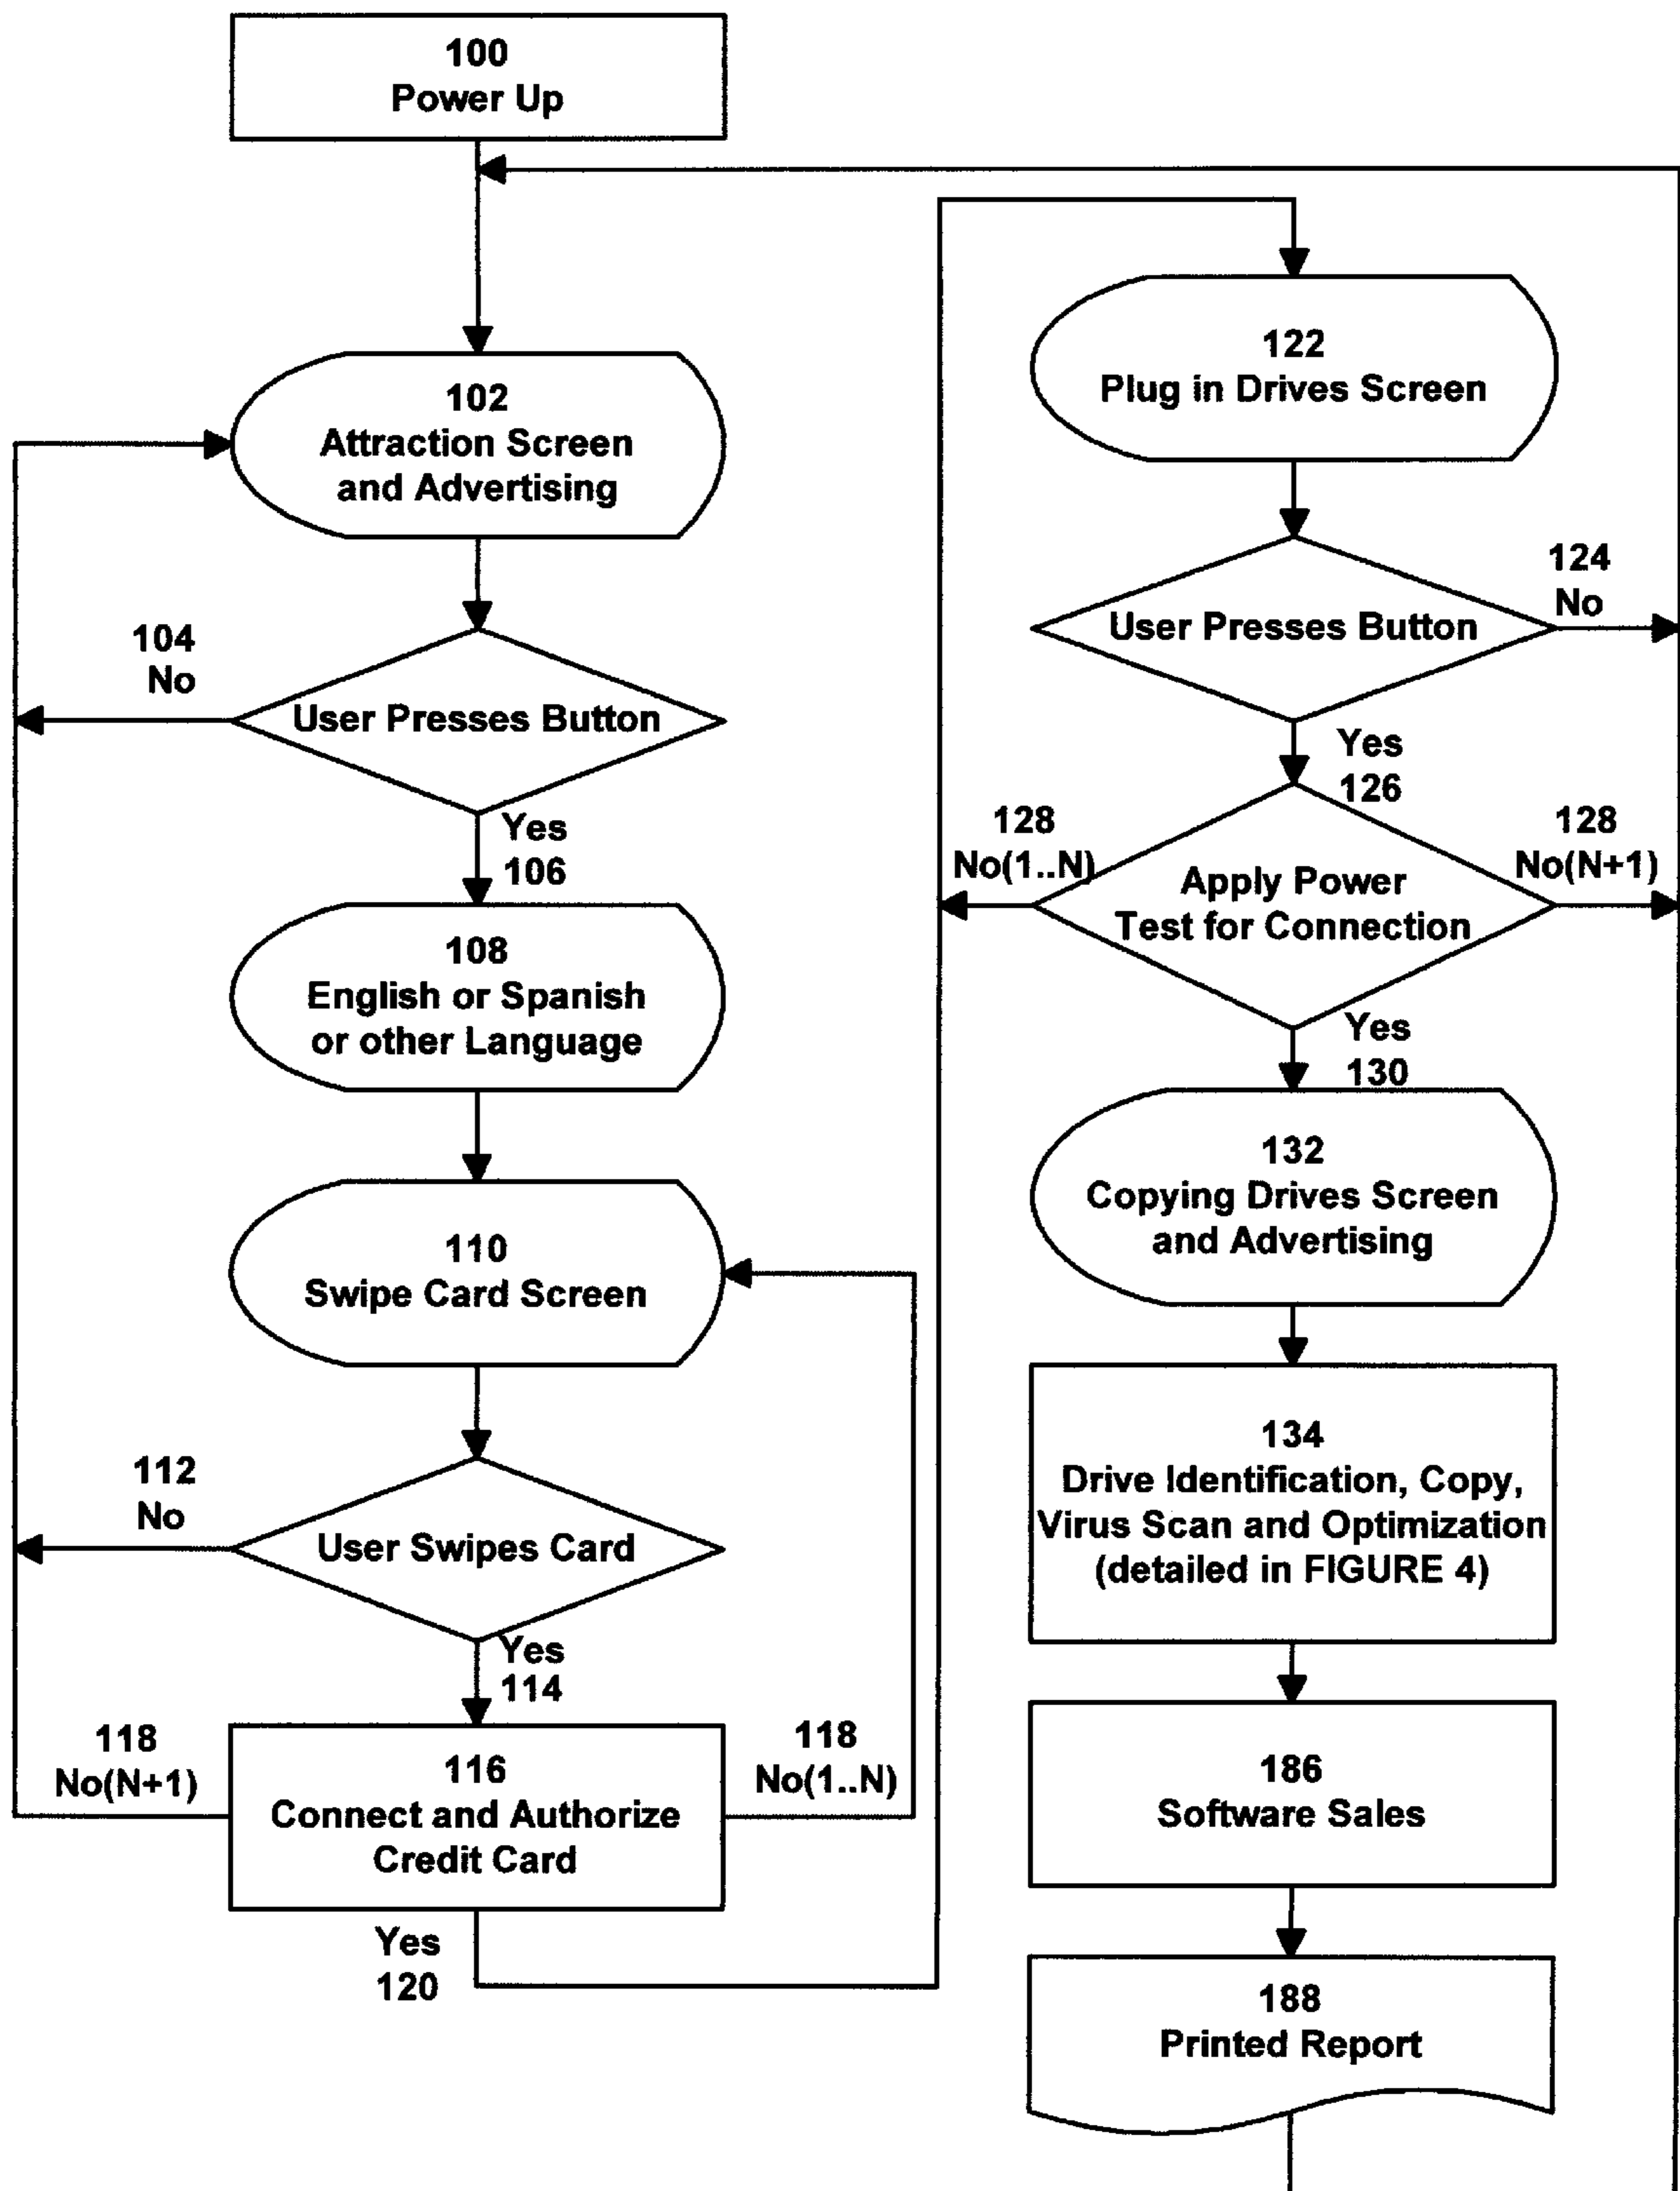 100
Power Up
102
Attraction Screen
and Advertising
104
No
User Presses Button
Yes
106
108
English or Spanish
or other Language
110
Swipe Card Screen
112
No
User Swipes Card
Yes
114
118
No(N+1)
116
Connect and Authorize
Credit Card
118
No(1..N)
Yes
120
122
Plug in Drives Screen
124
No
User Presses Button
Yes
126
128
No(1..N)
128
No(N+1)
Apply Power
Test for Connection
Yes
130
132
Copying Drives Screen
and Advertising
134
Drive Identification, Copy,
Virus Scan and Optimization
(detailed in FIGURE 4)
186
Software Sales
188
Printed Report